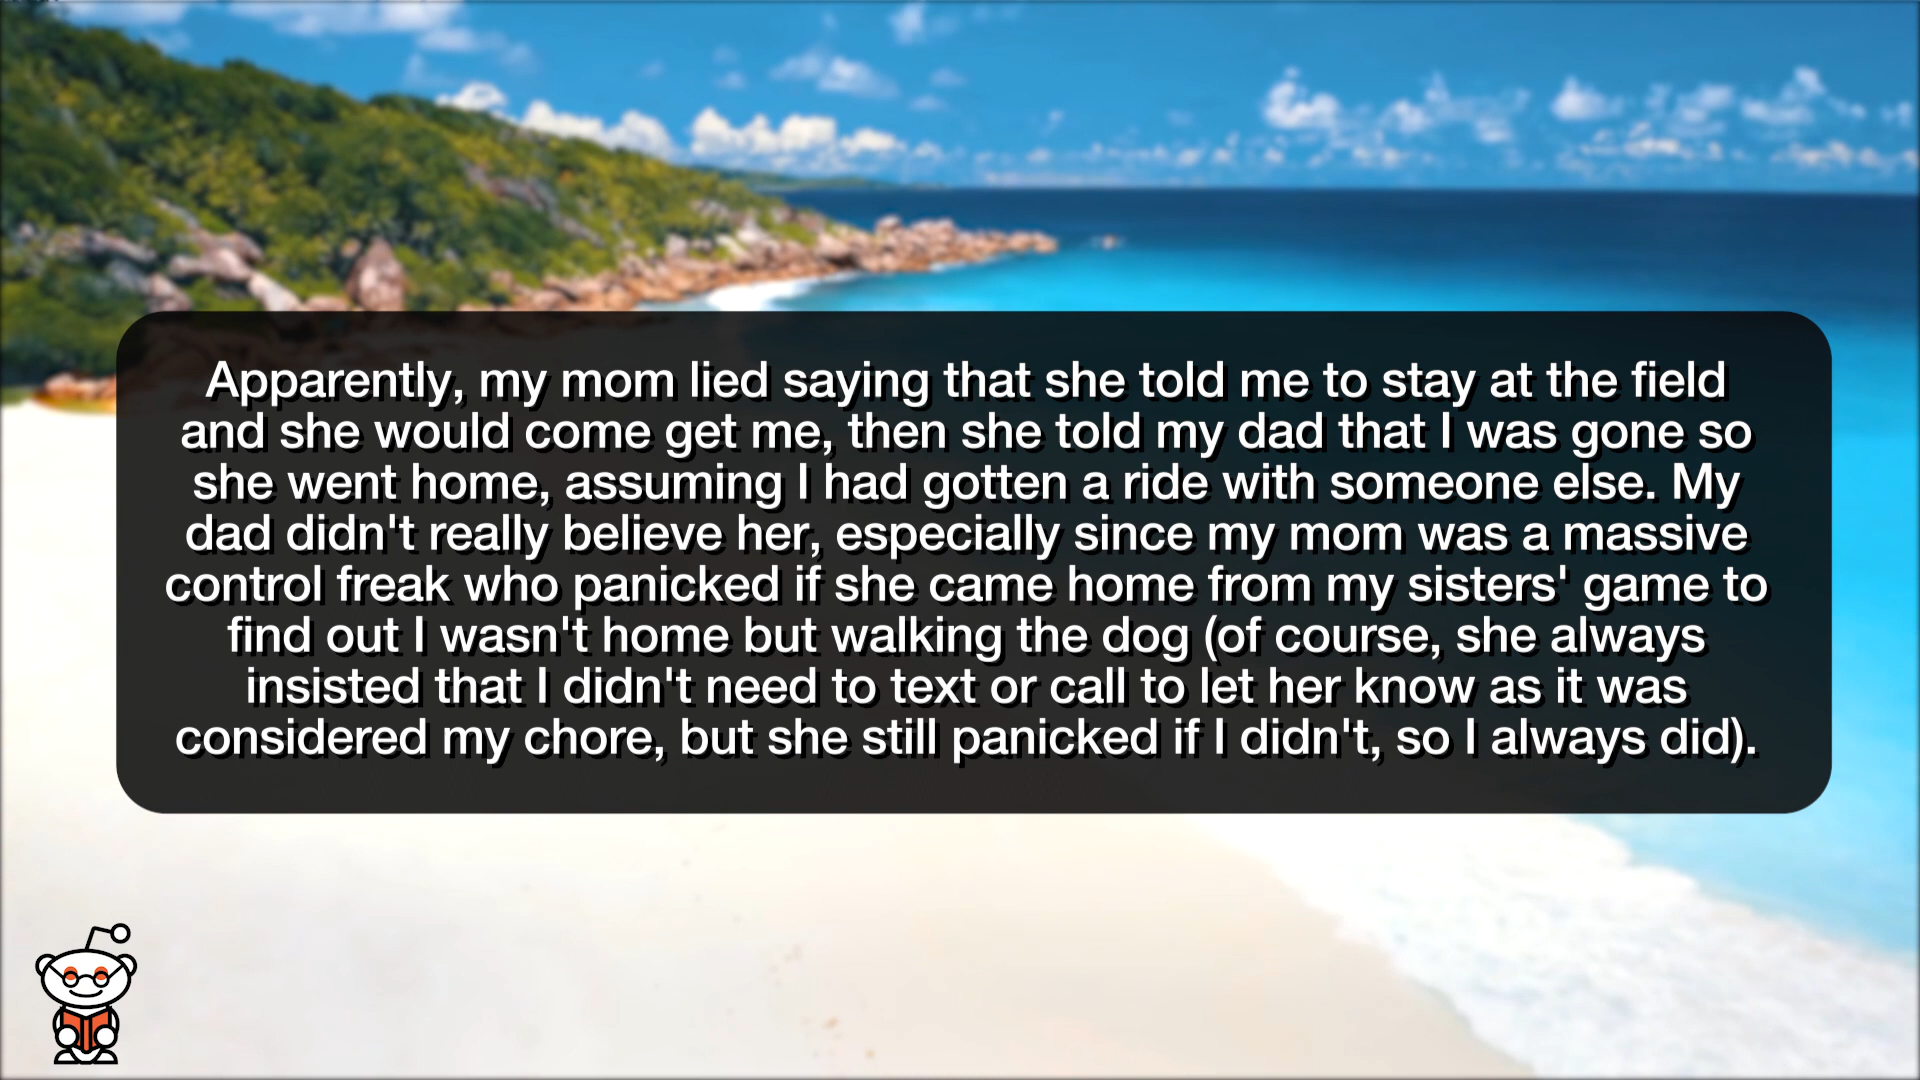 Apparently, my mom lied saying that she told me to stay at the field
and she would come get me, then she told my dad that I was gone so
she went home, assuming I had gotten a ride with someone else. My
dad didn't really believe her, especially since my mom was a massive
control freak who panicked if she came home from my sisters' game to
find out I wasn't home but walking the dog (of course, she always
insisted that I didn't need to text or call to let her know as it was
considered my chore, but she still panicked if I didn't, so I always did).